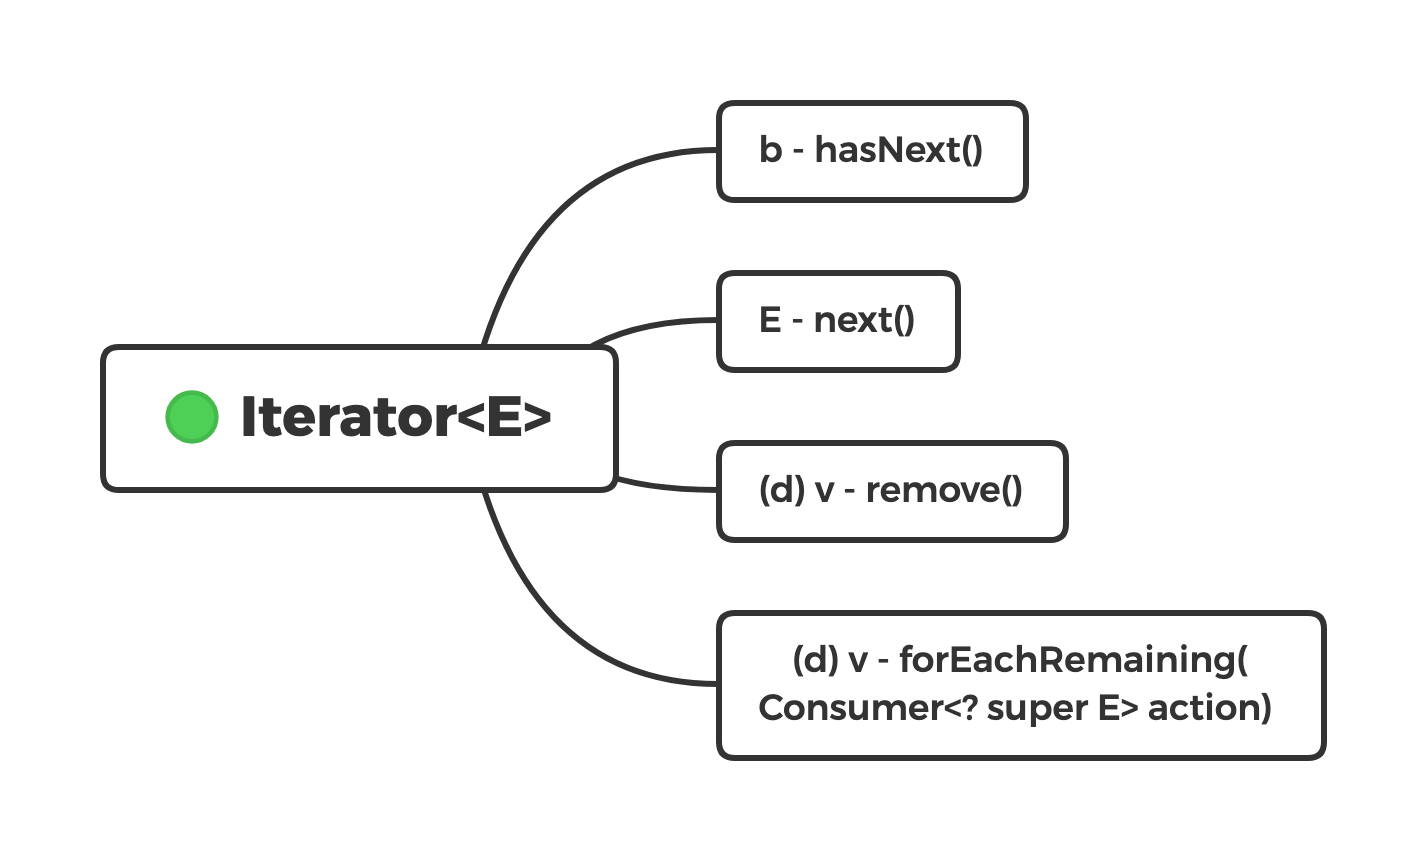 b - hasNext()
E - next()
Iterator<E>
(d) v - remove()
(d) v - forEachRemaining(
Consumer<? super E> action)